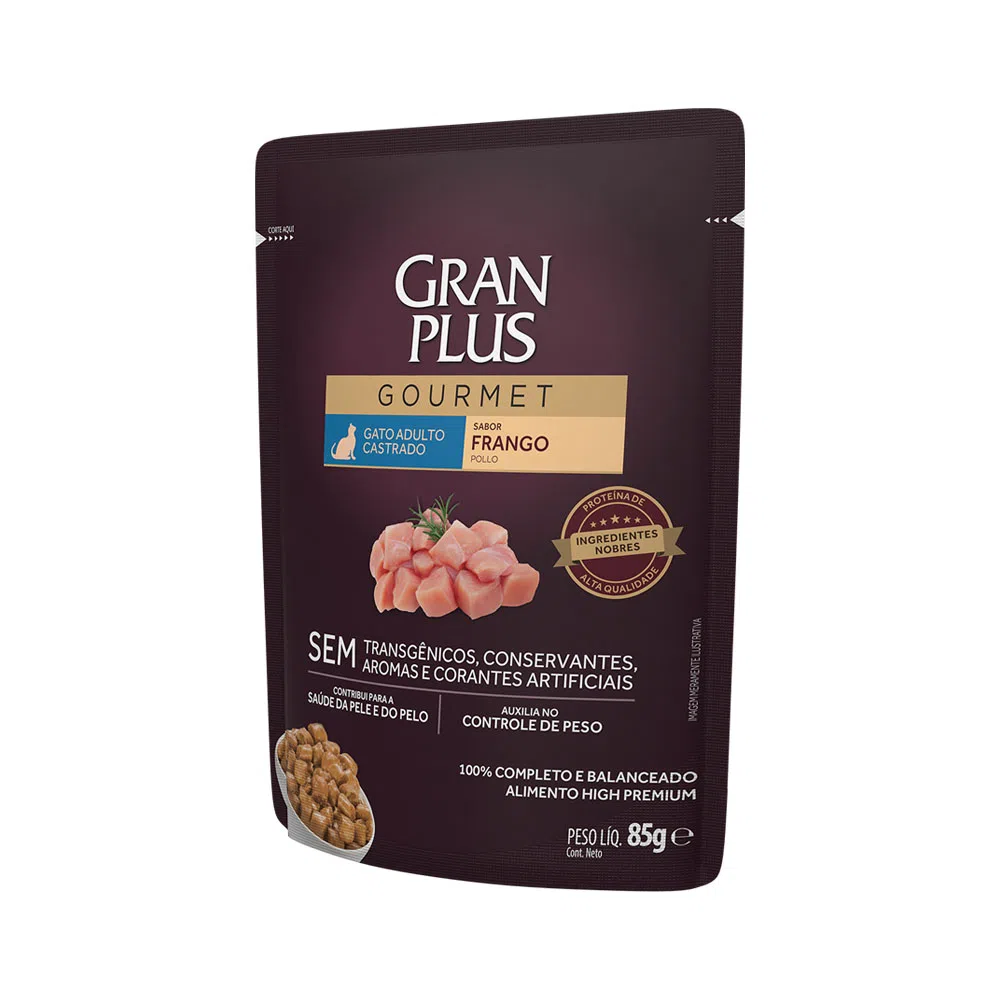 CORTE AQUI
GRAN
PLUS
GOURMET
GATO ADULTO
CASTRADO
SABOR
FRANGO
POLLO
PROTEÍNA DE
INGREDIENTES
NOBRES
ALTA QUALIDADE
SEM TRANSGÊNICOS, CONSERVANTES,
AROMAS E CORANTES ARTIFICIAIS
CONTRIBUI PARA A
SAÚDE DA PELE E DO PELO
AUXILIA NO
CONTROLE DE PESO
IMAGEM MERAMENTE ILUSTRATIVA
100% COMPLETO E BALANCEADO
ALIMENTO HIGH PREMIUM
PESO LÍQ. 85g ℮
Cont. Neto